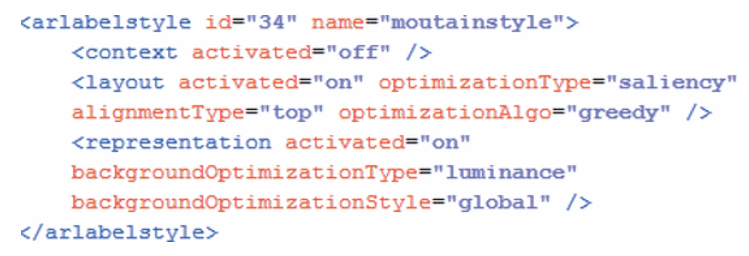 <arlabelstyle id="34" name="moutainstyle">
<context activated="off" />
<layout activated="on" optimizationType="saliency"
alignmentType="top" optimizationAlgo="greedy" />
<representation activated="on"
backgroundOptimizationType="luminance"
backgroundOptimizationStyle="global" />
</arlabelstyle>